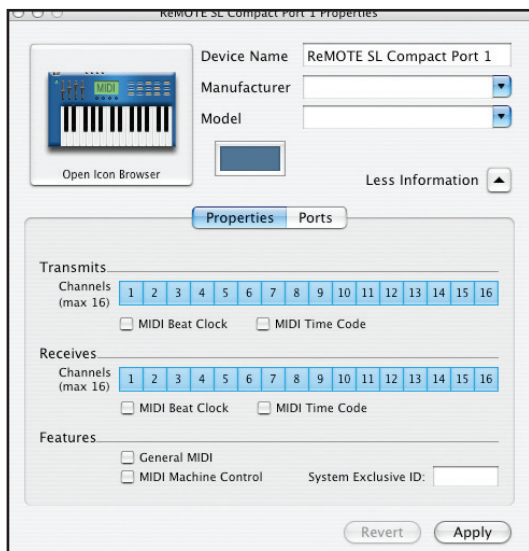 ReMOTE SL Compact Port 1 Properties
MIDI
Open Icon Browser
Device Name ReMOTE SL Compact Port 1
Manufacturer
Model
Less Information
Properties Ports
Transmits
Channels (max 16) 1 2 3 4 5 6 7 8 9 10 11 12 13 14 15 16
MIDI Beat Clock MIDI Time Code
Receives
Channels (max 16) 1 2 3 4 5 6 7 8 9 10 11 12 13 14 15 16
MIDI Beat Clock MIDI Time Code
Features
General MIDI
MIDI Machine Control System Exclusive ID:
Revert Apply